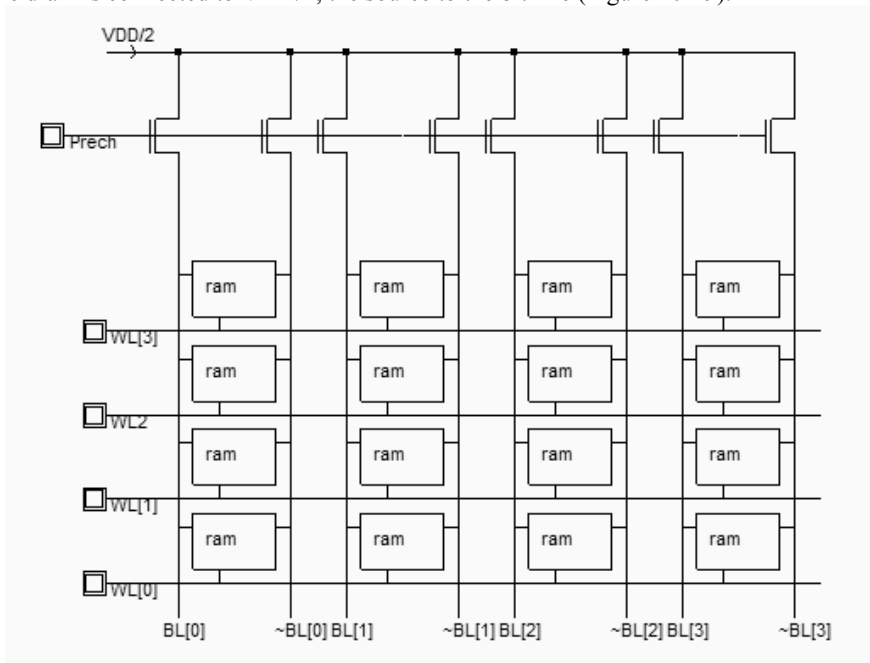 VDD/2
Prech
ram ram ram ram
WL[3]
ram ram ram ram
WL2
ram ram ram ram
WL[1]
ram ram ram ram
WL[0]
BL[0] ~BL[0] BL[1] ~BL[1] BL[2] ~BL[2] BL[3] ~BL[3]